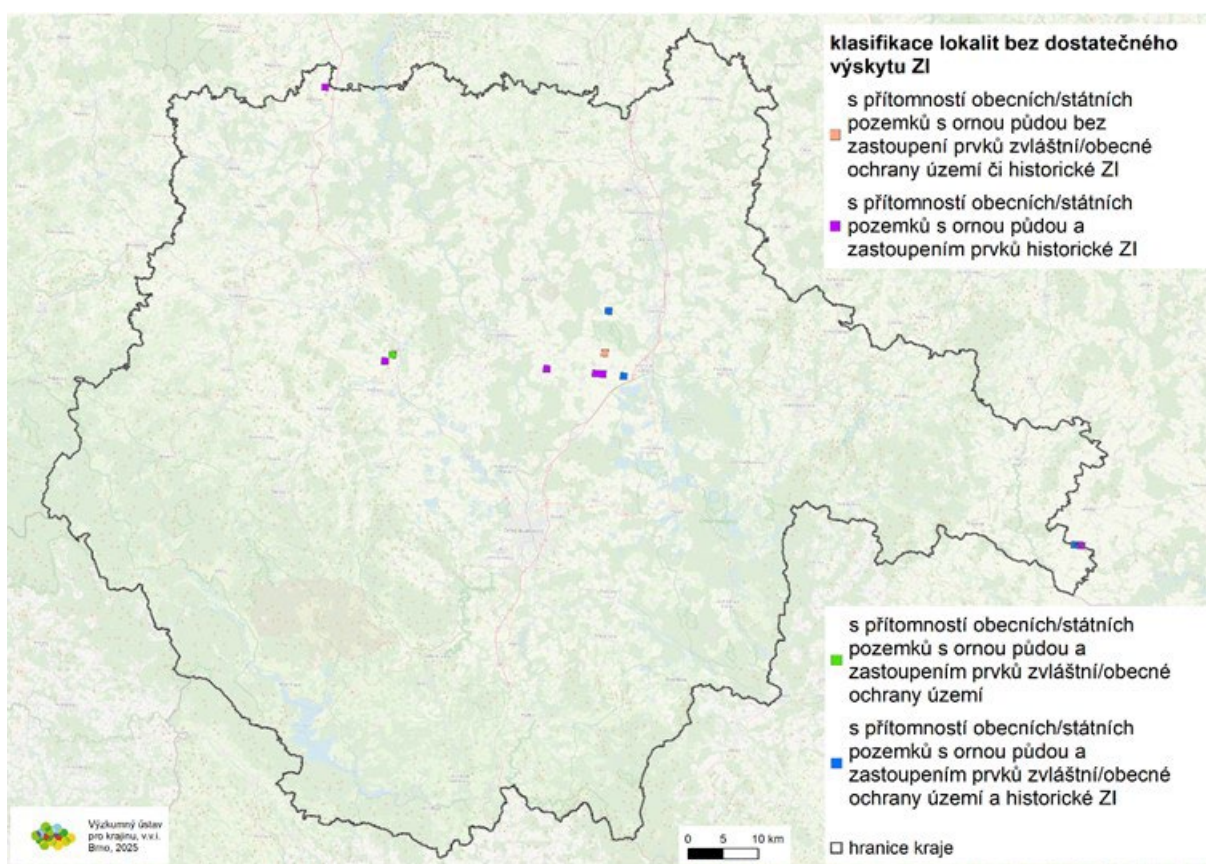 klasifikace lokalit bez dostatečného
výskytu ZI
s přítomností obecních/státních
pozemků s ornou půdou bez
zastoupení prvků zvláštní/obecné
ochrany území či historické ZI
s přítomností obecních/státních
pozemků s ornou půdou a
zastoupením prvků historické ZI
s přítomností obecních/státních
pozemků s ornou půdou a
zastoupením prvků zvláštní/obecné
ochrany území
s přítomností obecních/státních
pozemků s ornou půdou a
zastoupením prvků zvláštní/obecné
ochrany území a historické ZI
hranice kraje
Výzkumný ústav
pro krajinu, v.v.i.
Brno, 2025
0 5 10 km